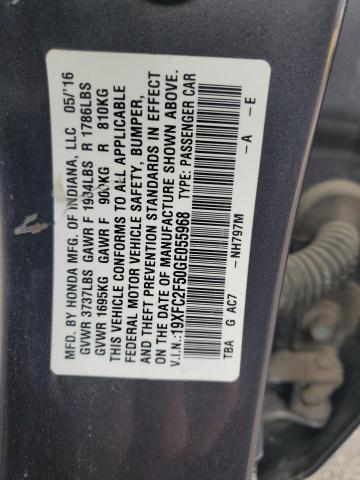 MFD. BY HONDA MFG. OF INDIANA, LLC 05/'16
GVWR 3737LBS GAWR F 1984LBS R 1786LBS
GVWR 1695KG GAWR F KG R 810KG
THIS VEHICLE CONFORMS TO ALL APPLICABLE
FEDERAL MOTOR VEHICLE SAFETY, BUMPER,
AND THEFT PREVENTION STANDARDS IN EFFECT
ON THE DATE OF MANUFACTURE SHOWN ABOVE.
V.I.N.:19XFC2F50GE055968 TYPE: PASSENGER CAR
-NH797M -A -E
TBA G AC7